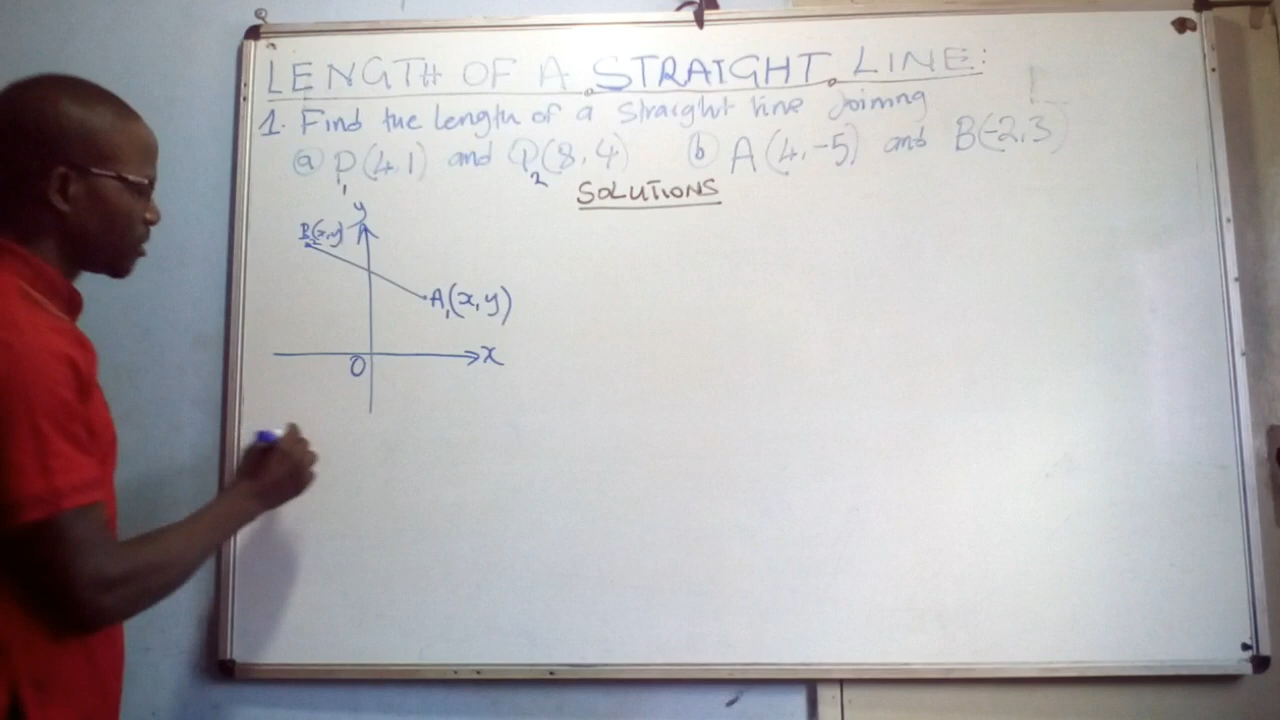 LENGTH OF A STRAIGHT LINE:
1. Find the length of a straight line joining
(a) P1(4,1) and Q2(8,4) (b) A(4,-5) and B(-2,3)
SOLUTIONS
y
B2(x,y)
A1(x,y)
x
O